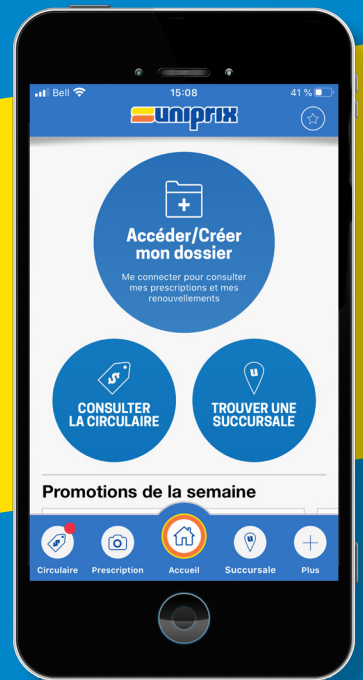 Bell 15:08 41 %
uniprix
Accéder/Créer
mon dossier
Me connecter pour consulter
mes prescriptions et mes
renouvellements
CONSULTER
LA CIRCULAIRE
TROUVER UNE
SUCCURSALE
Promotions de la semaine
Circulaire Prescription Accueil Succursale Plus